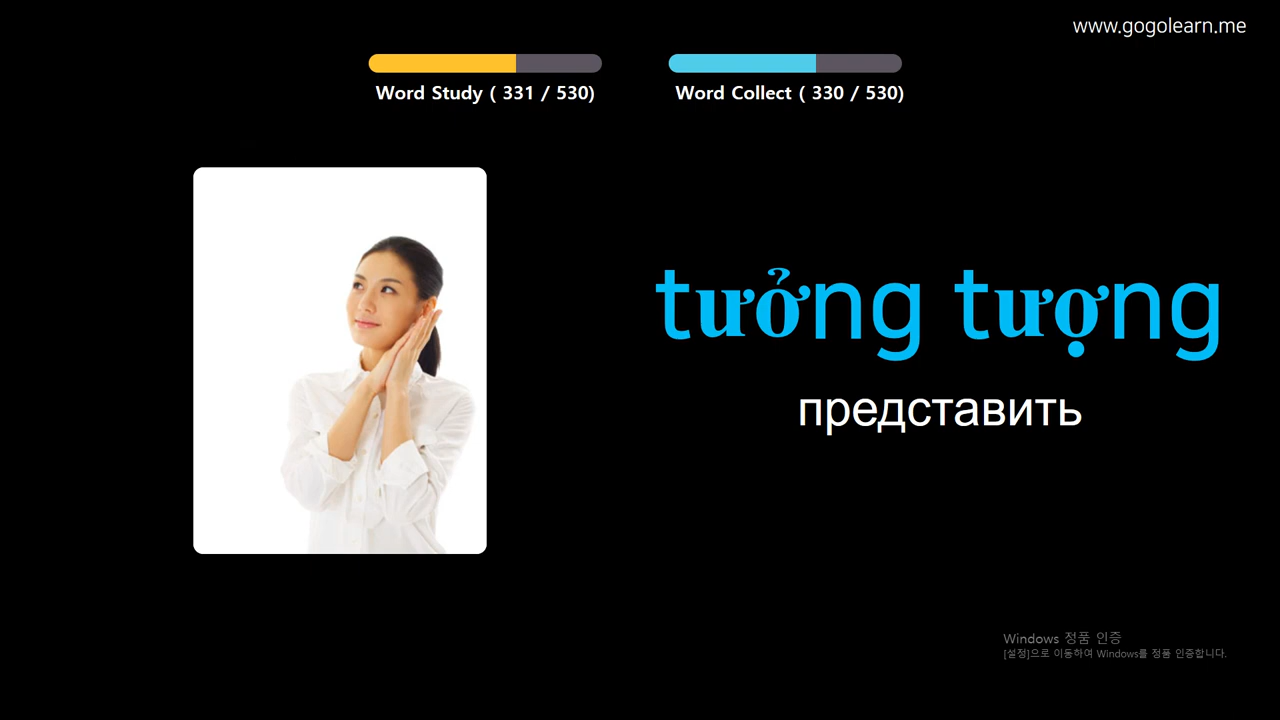 www.gogolearn.me
Word Study ( 331 / 530)
Word Collect ( 330 / 530)
tưởng tượng
представить
Windows 정품 인증
[설정]으로 이동하여 Windows를 정품 인증합니다.